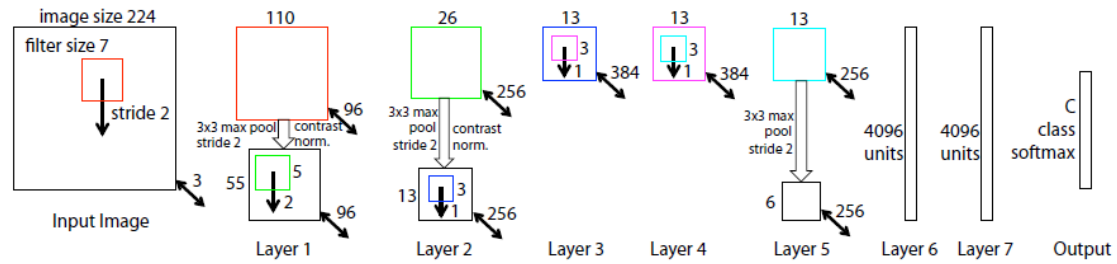 image size 224
filter size 7
stride 2
3
Input Image
110
96
3x3 max pool
stride 2
contrast
norm.
55
5
2
96
Layer 1
26
256
3x3 max
pool
stride 2
contrast
norm.
13
3
1
256
Layer 2
13
3
1
384
Layer 3
13
3
1
384
Layer 4
13
256
3x3 max
pool
stride 2
6
256
Layer 5
4096
units
Layer 6
4096
units
Layer 7
C
class
softmax
Output